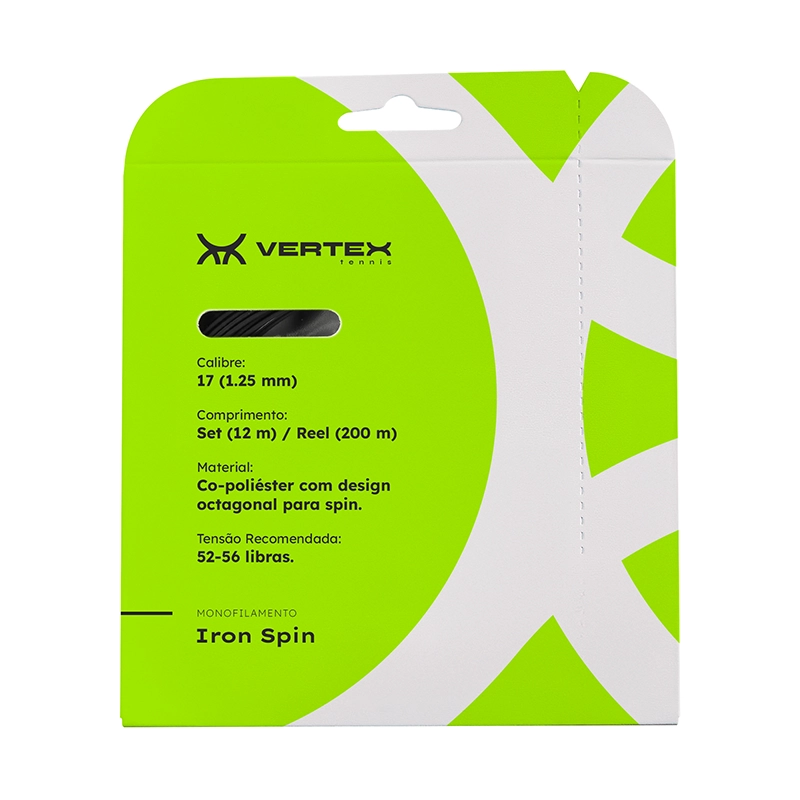 VERTEX
tennis
Calibre:
17 (1.25 mm)
Comprimento:
Set (12 m) / Reel (200 m)
Material:
Co-poliéster com design
octagonal para spin.
Tensão Recomendada:
52-56 libras.
MONOFILAMENTO
Iron Spin